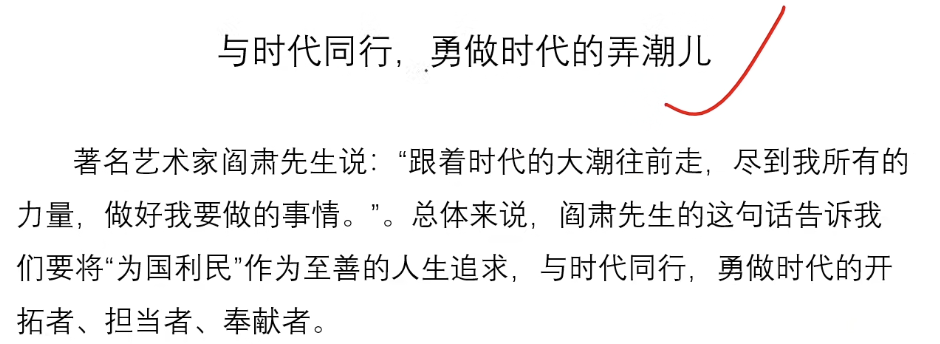 与时代同行，勇做时代的弄潮儿
著名艺术家阎肃先生说：“跟着时代的大潮往前走，尽到我所有的
力量，做好我要做的事情。”。总体来说，阎肃先生的这句话告诉我
们要将“为国利民”作为至善的人生追求，与时代同行，勇做时代的开
拓者、担当者、奉献者。